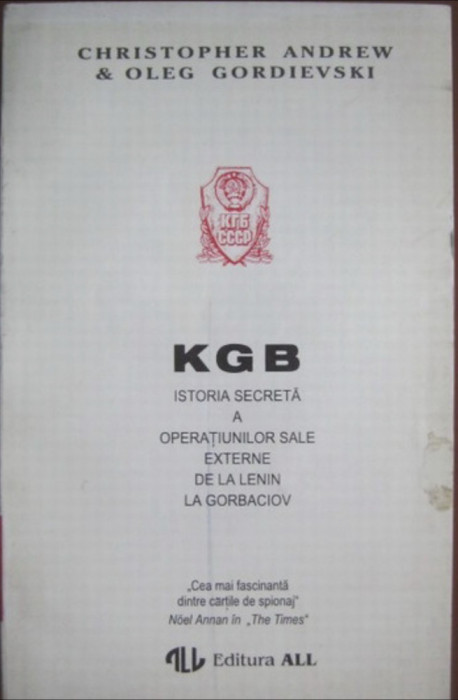 CHRISTOPHER ANDREW
& OLEG GORDIEVSKI
КГБ
СССР
KGB
ISTORIA SECRETĂ
A
OPERAȚIUNILOR SALE
EXTERNE
DE LA LENIN
LA GORBACIOV
„Cea mai fascinantă
dintre cărțile de spionaj"
Nöel Annan în „The Times"
ALL Editura ALL